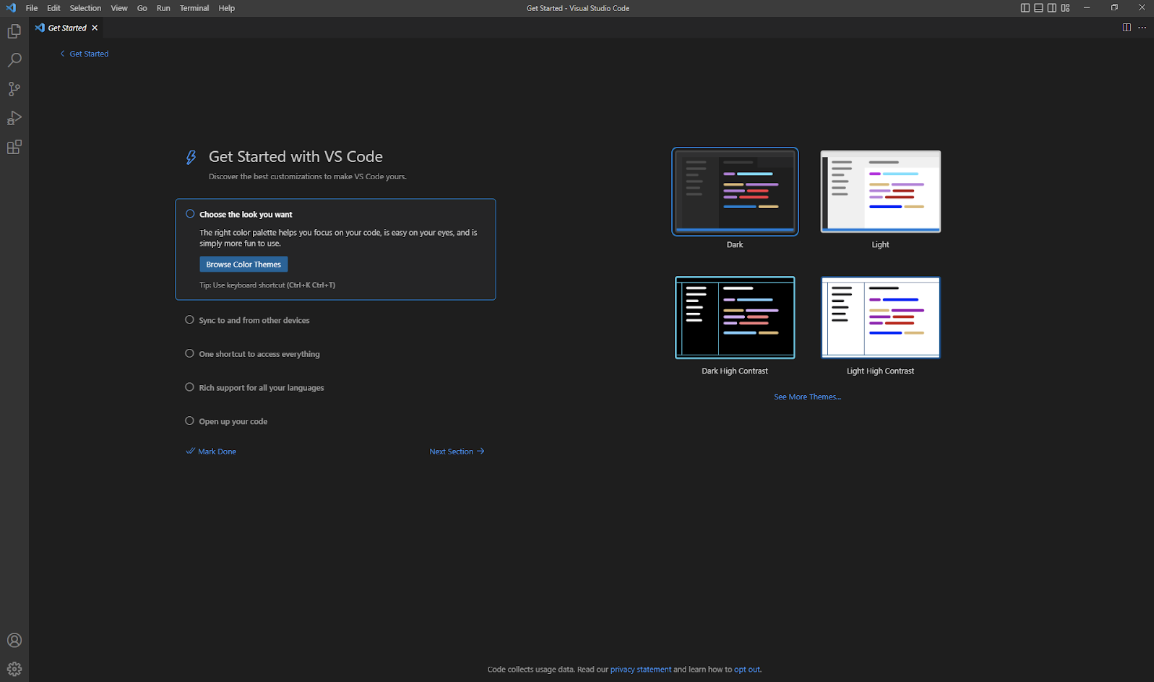 File Edit Selection View Go Run Terminal Help
Get Started - Visual Studio Code
Get Started
Get Started
Get Started with VS Code
Discover the best customizations to make VS Code yours.
Choose the look you want
The right color palette helps you focus on your code, is easy on your eyes, and is
simply more fun to use.
Browse Color Themes
Tip: Use keyboard shortcut (Ctrl+K Ctrl+T)
Sync to and from other devices
One shortcut to access everything
Rich support for all your languages
Open up your code
Mark Done
Next Section
Dark
Light
Dark High Contrast
Light High Contrast
See More Themes...
Code collects usage data. Read our privacy statement and learn how to opt out.